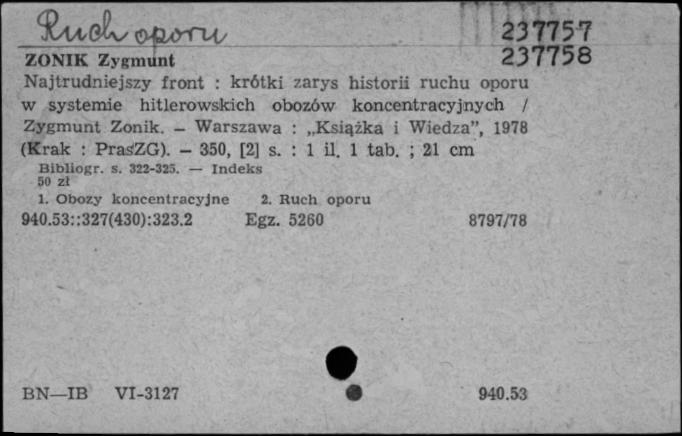 Ruch oporu
237757
237758
ZONIK Zygmunt
Najtrudniejszy front : krótki zarys historii ruchu oporu
w systemie hitlerowskich obozów koncentracyjnych /
Zygmunt Zonik. — Warszawa : „Książka i Wiedza”, 1978
(Krak : PrasZG). — 350, [2] s. : 1 il. 1 tab. ; 21 cm
Bibliogr. s. 322-325. — Indeks
50 zł
1. Obozy koncentracyjne 2. Ruch oporu
940.53::327(430):323.2 Egz. 5260 8797/78
BN—IB VI-3127 940.53